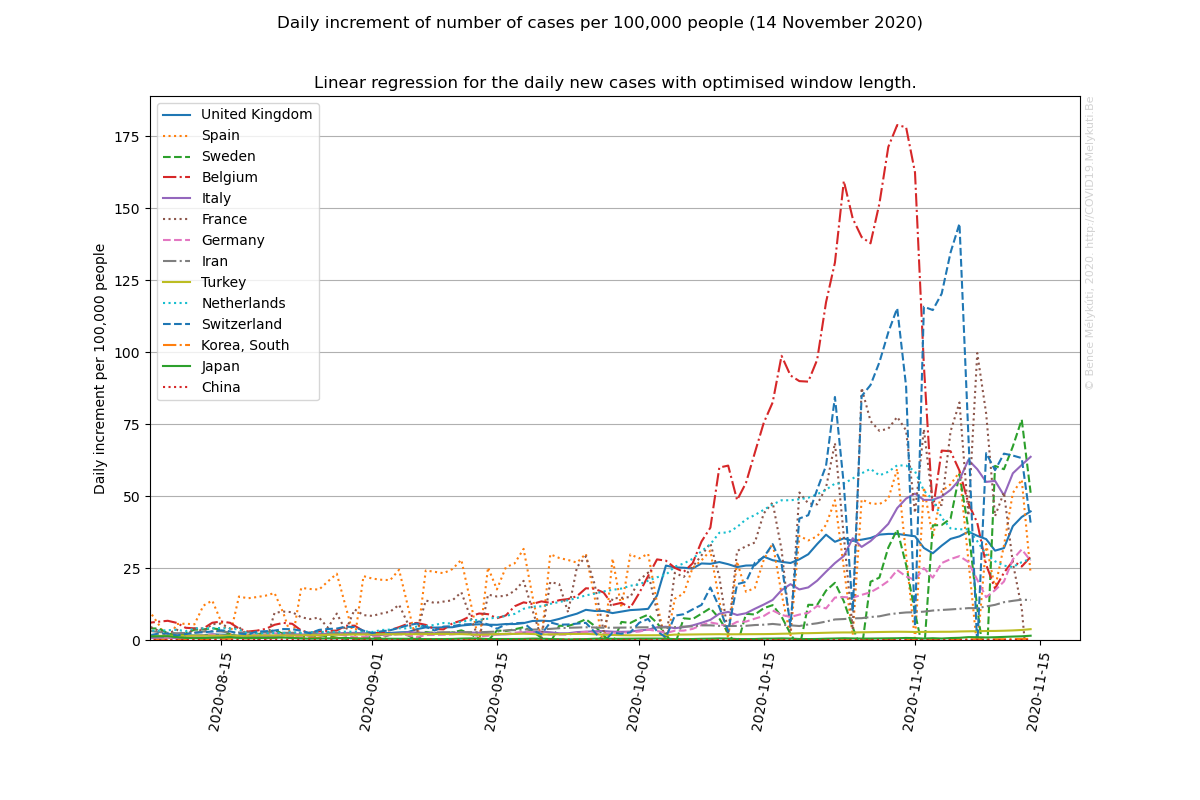 Daily increment of number of cases per 100,000 people (14 November 2020)
Linear regression for the daily new cases with optimised window length.
Daily increment per 100,000 people
175
150
125
100
75
50
25
0
United Kingdom
Spain
Sweden
Belgium
Italy
France
Germany
Iran
Turkey
Netherlands
Switzerland
Korea, South
Japan
China
2020-08-15
2020-09-01
2020-09-15
2020-10-01
2020-10-15
2020-11-01
2020-11-15
© Bence Mélykúti, 2020. http://COVID19.Melykuti.Be